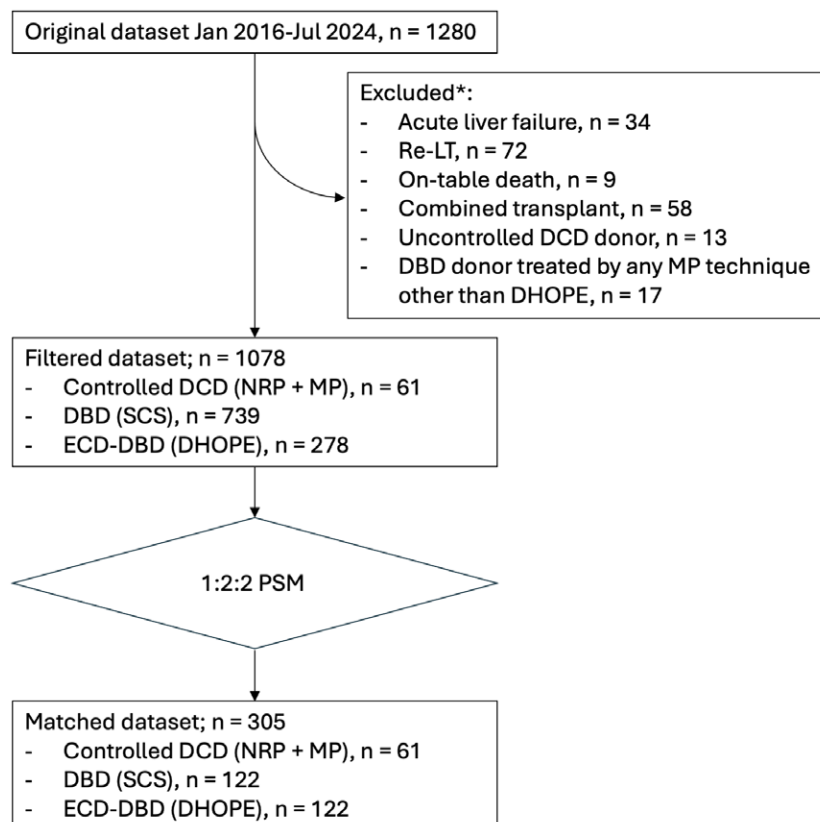 Original dataset Jan 2016-Jul 2024, n = 1280
Excluded*:
- Acute liver failure, n = 34
- Re-LT, n = 72
- On-table death, n = 9
- Combined transplant, n = 58
- Uncontrolled DCD donor, n = 13
- DBD donor treated by any MP technique
other than DHOPE, n = 17
Filtered dataset; n = 1078
- Controlled DCD (NRP + MP), n = 61
- DBD (SCS), n = 739
- ECD-DBD (DHOPE), n = 278
1:2:2 PSM
Matched dataset; n = 305
- Controlled DCD (NRP + MP), n = 61
- DBD (SCS), n = 122
- ECD-DBD (DHOPE), n = 122